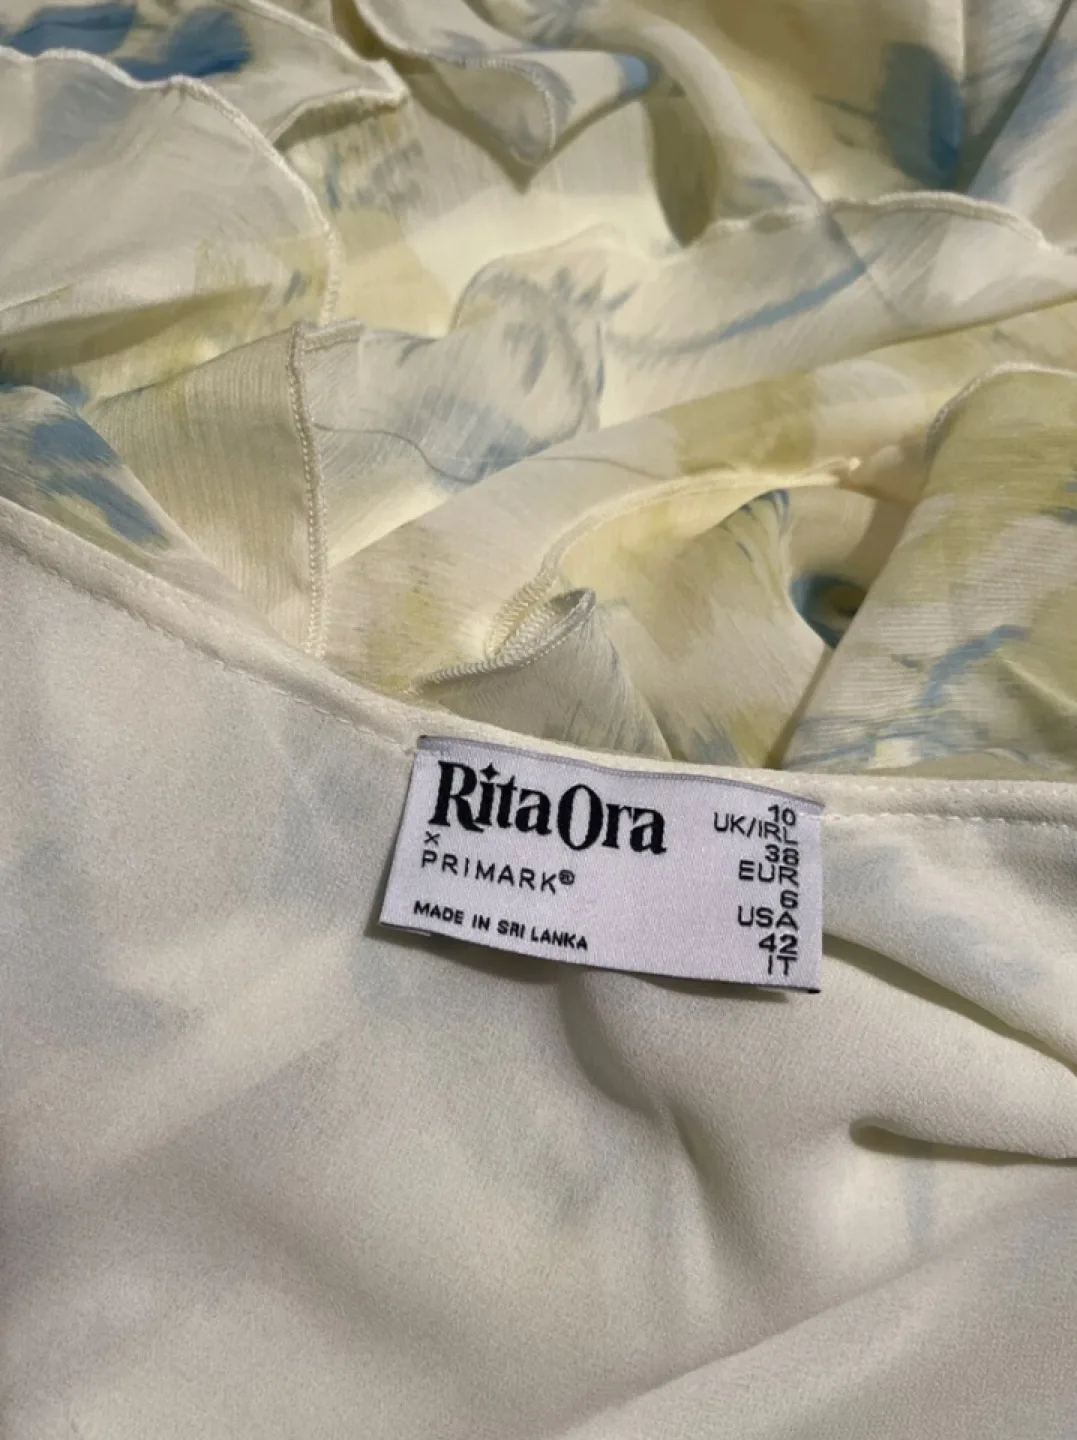 Rita Ora
x
PRIMARK®
MADE IN SRI LANKA
10
UK/IRL
38
EUR
6
USA
42
IT